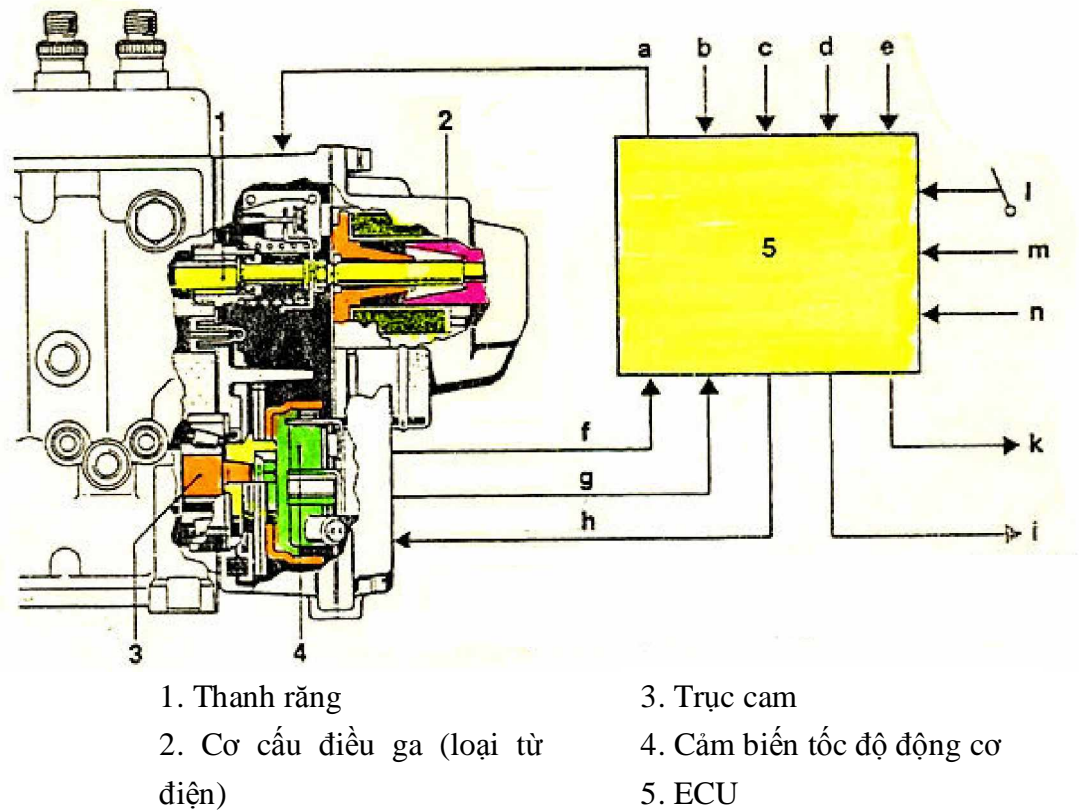 a b c d e
1
2
l
5
m
n
f
k
g
h
i
3
4
1. Thanh răng
2. Cơ cấu điều ga (loại từ
điện)
3. Trục cam
4. Cảm biến tốc độ động cơ
5. ECU